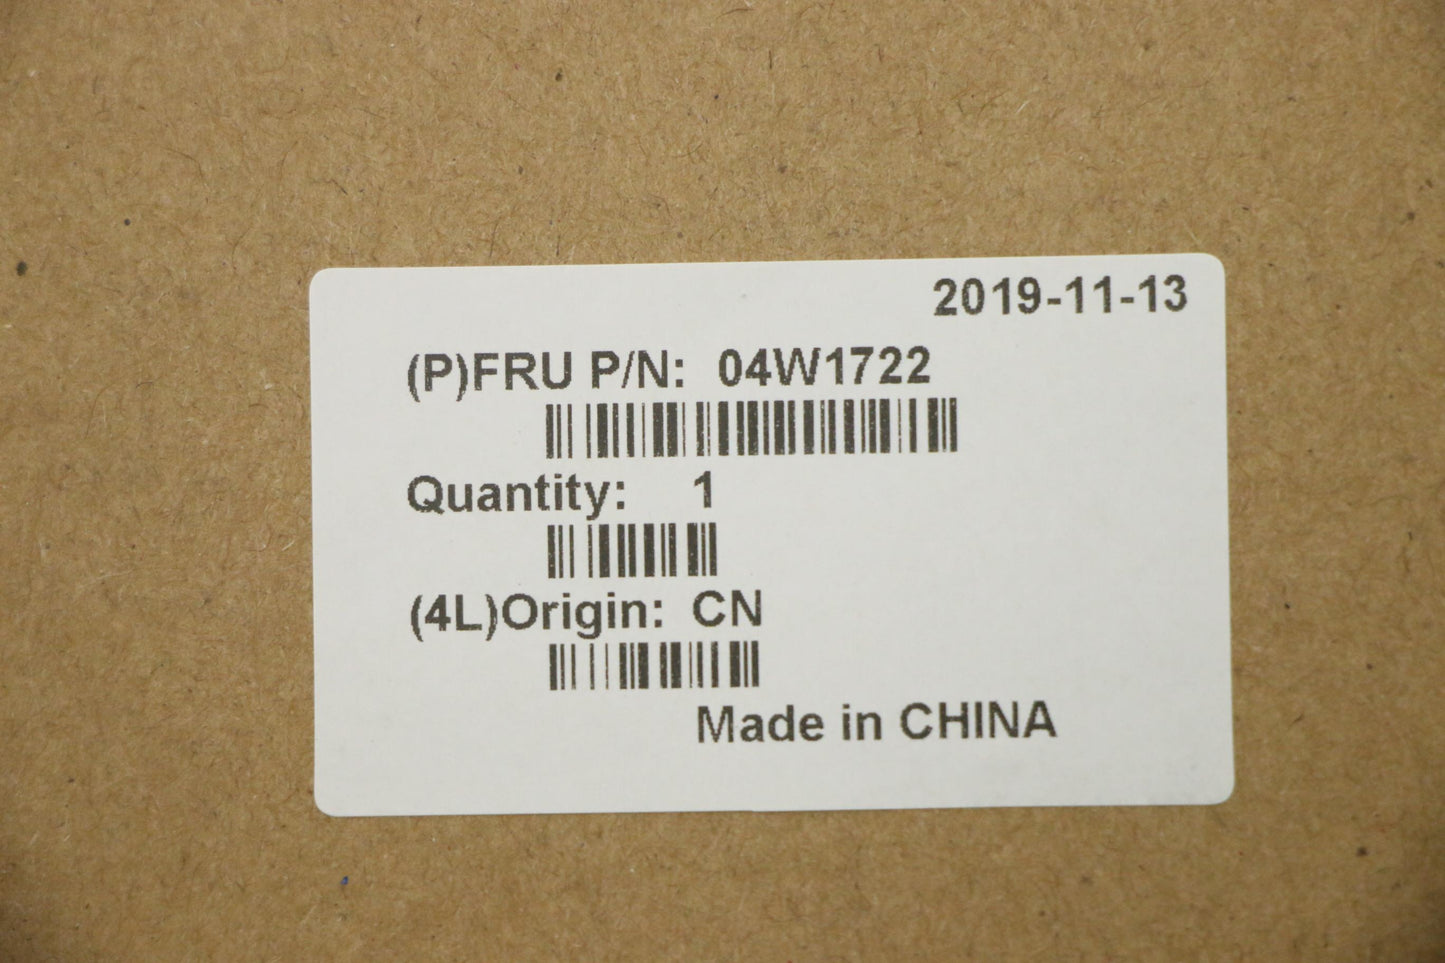 2019-11-13
(P)FRU P/N: 04W1722
Quantity: 1
(4L)Origin: CN
Made in CHINA